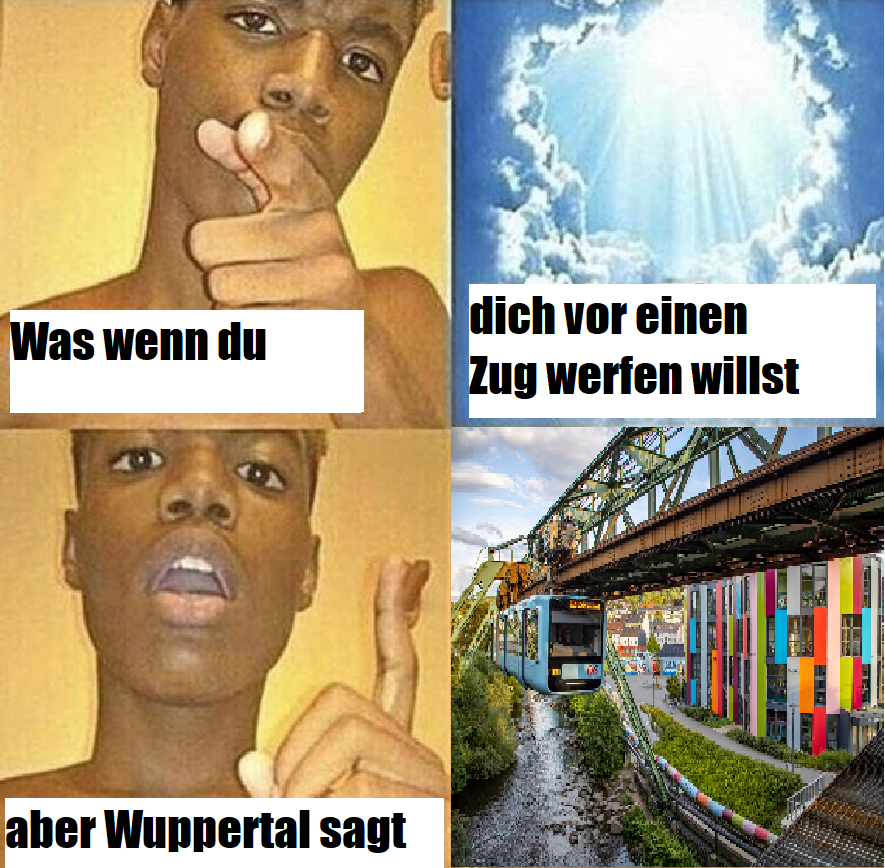 Was wenn du
dich vor einen
Zug werfen willst
aber Wuppertal sagt